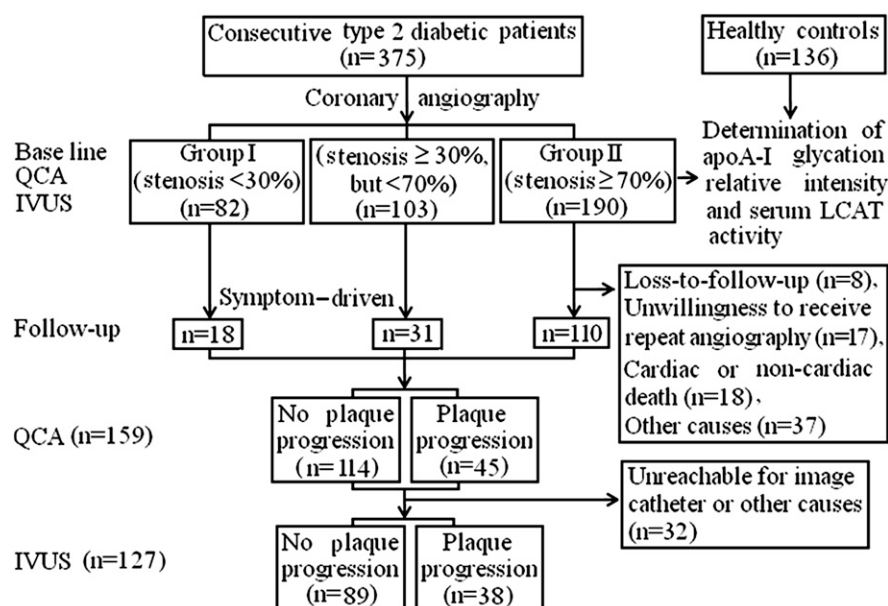 Consecutive type 2 diabetic patients
(n=375)
Healthy controls
(n=136)
Coronary angiography
Base line
QCA
IVUS
Group I
(stenosis <30%)
(n=82)
(stenosis ≥ 30%,
but <70%)
(n=103)
Group II
(stenosis ≥70%)
(n=190)
Determination of
apoA-I glycation
relative intensity
and serum LCAT
activity
Symptom-driven
Follow-up
n=18
n=31
n=110
Loss-to-follow-up (n=8),
Unwillingness to receive
repeat angiography (n=17),
Cardiac or non-cardiac
death (n=18),
Other causes (n=37)
QCA (n=159)
No plaque
progression
(n=114)
Plaque
progression
(n=45)
Unreachable for image
catheter or other causes
(n=32)
IVUS (n=127)
No plaque
progression
(n=89)
Plaque
progression
(n=38)